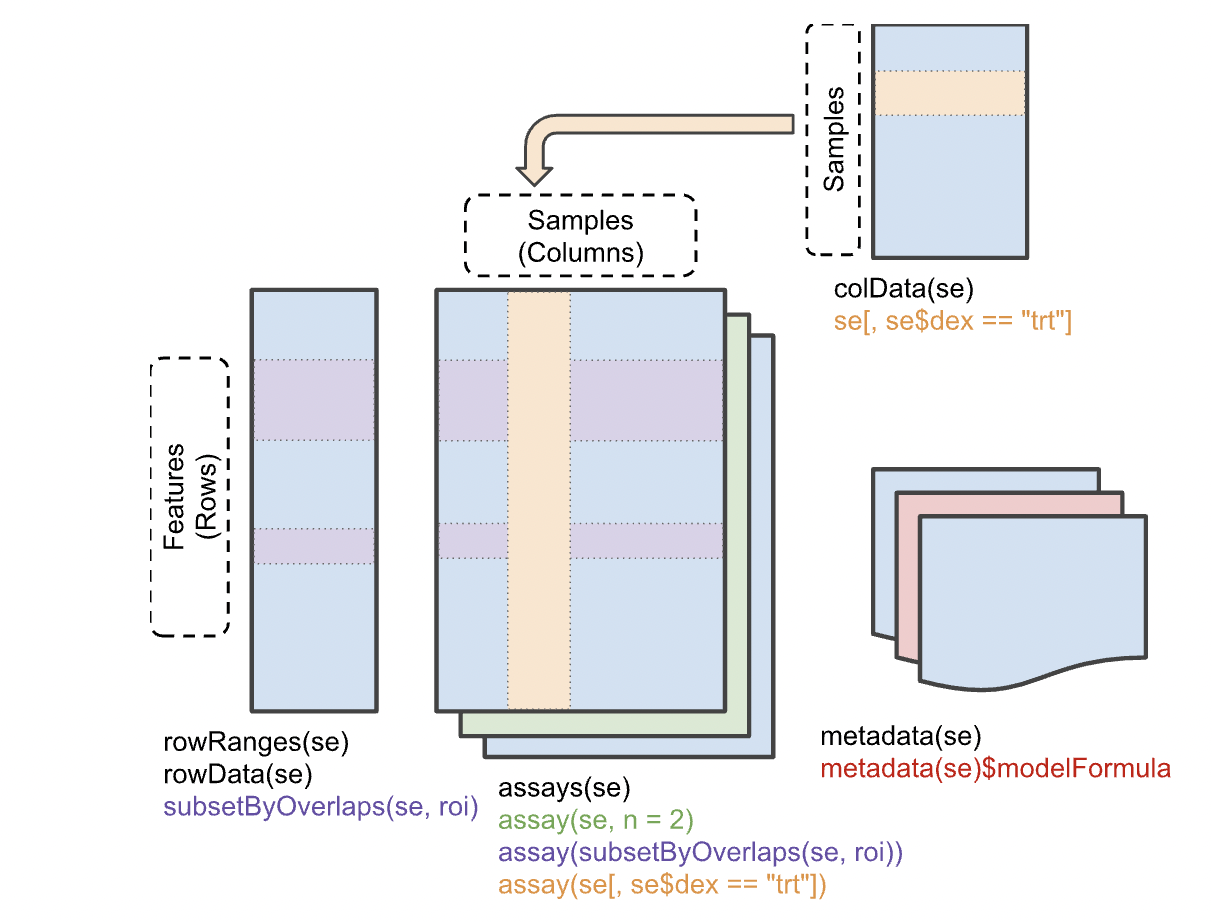 Samples
Samples
(Columns)
colData(se)
se[, se$dex == "trt"]
Features
(Rows)
rowRanges(se)
rowData(se)
subsetByOverlaps(se, roi)
assays(se)
assay(se, n = 2)
assay(subsetByOverlaps(se, roi))
assay(se[, se$dex == "trt"])
metadata(se)
metadata(se)$modelFormula